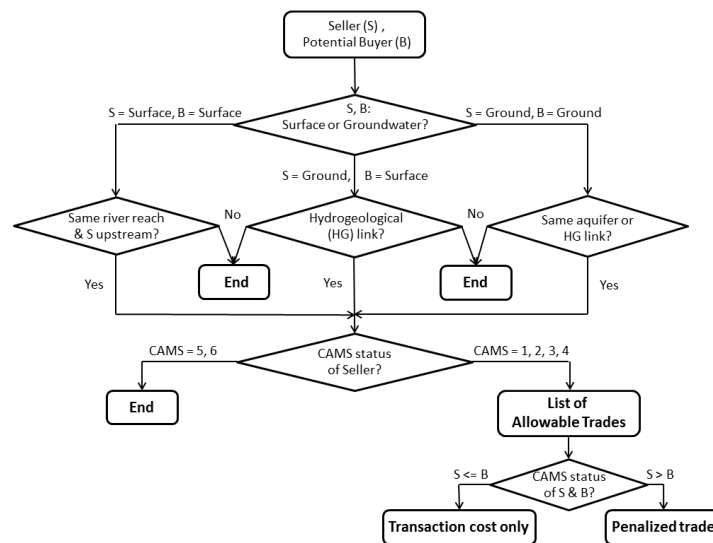 Seller (S) ,
Potential Buyer (B)
S, B:
Surface or Groundwater?
S = Surface, B = Surface
S = Ground, B = Ground
S = Ground, B = Surface
Same river reach
& S upstream?
No
Hydrogeological
(HG) link?
No
Same aquifer or
HG link?
End
End
Yes
Yes
Yes
CAMS = 5, 6
CAMS status
of Seller?
CAMS = 1, 2, 3, 4
End
List of
Allowable Trades
S <= B
CAMS status
of S & B?
S > B
Transaction cost only
Penalized trade